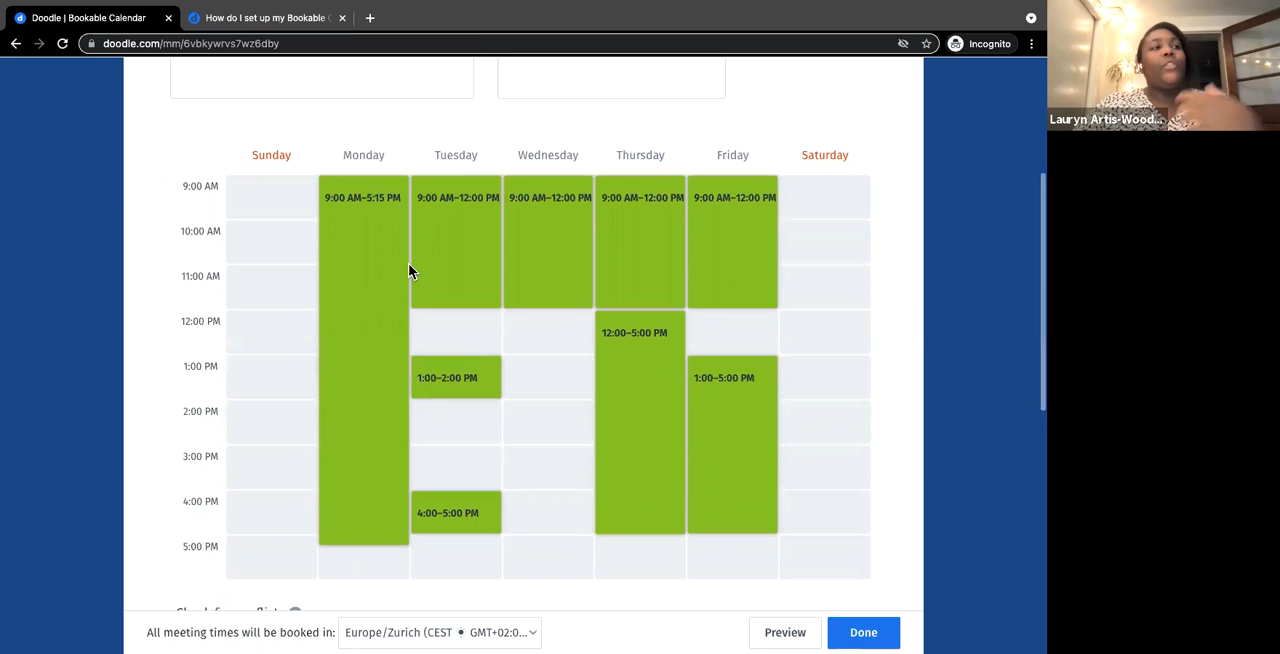 Doodle | Bookable Calendar
How do I set up my Bookable C
Incognito
doodle.com/mm/6vbkywrvs7wz6dby
Lauryn Artis-Wood...
Sunday Monday Tuesday Wednesday Thursday Friday Saturday
9:00 AM
9:00 AM–5:15 PM 9:00 AM–12:00 PM 9:00 AM–12:00 PM 9:00 AM–12:00 PM 9:00 AM–12:00 PM
10:00 AM
11:00 AM
12:00 PM
12:00–5:00 PM
1:00 PM
1:00–2:00 PM 1:00–5:00 PM
2:00 PM
3:00 PM
4:00 PM
4:00–5:00 PM
5:00 PM
All meeting times will be booked in: Europe/Zurich (CEST • GMT+02:0... Preview Done